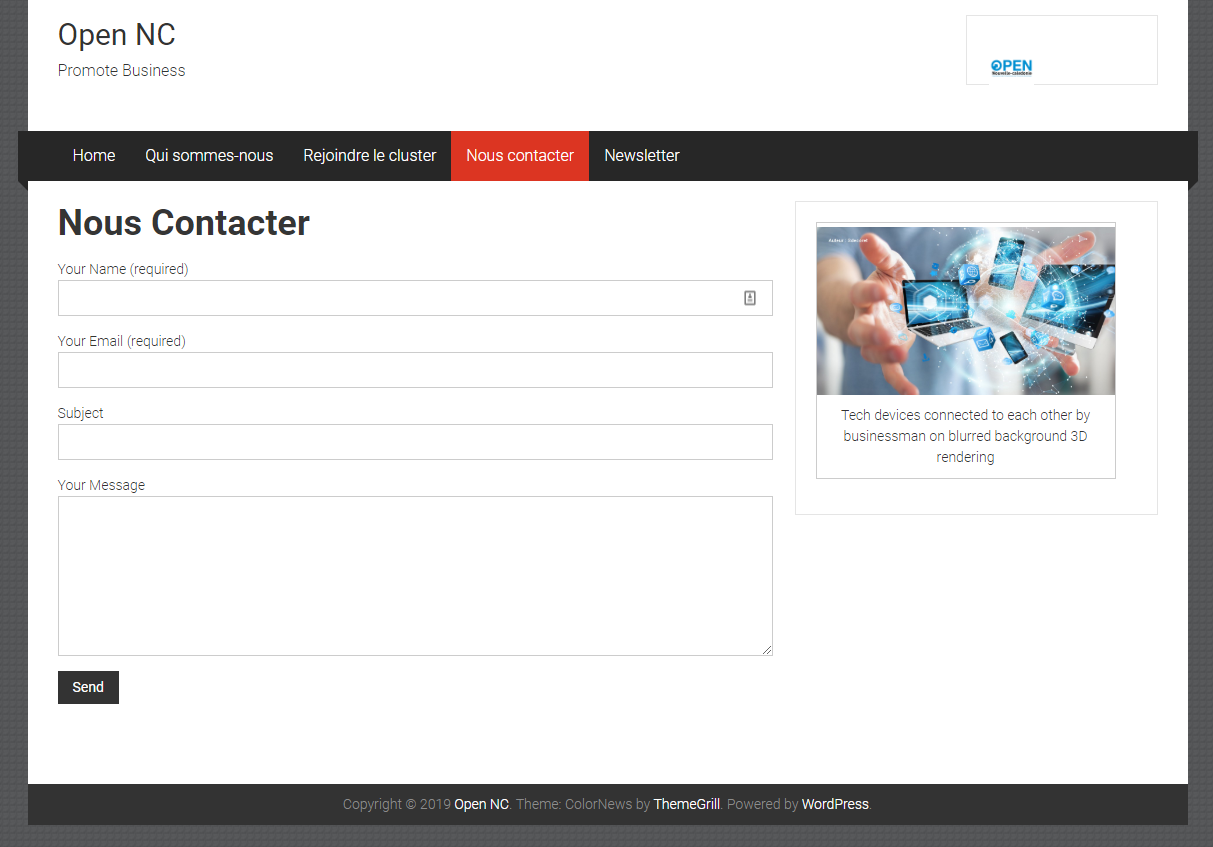 Open NC
Promote Business
OPEN
Nouvelle-calédonie
Home Qui sommes-nous Rejoindre le cluster Nous contacter Newsletter
Nous Contacter
Your Name (required)
Your Email (required)
Subject
Your Message
Send
Tech devices connected to each other by
businessman on blurred background 3D
rendering
Copyright © 2019 Open NC. Theme: ColorNews by ThemeGrill. Powered by WordPress.